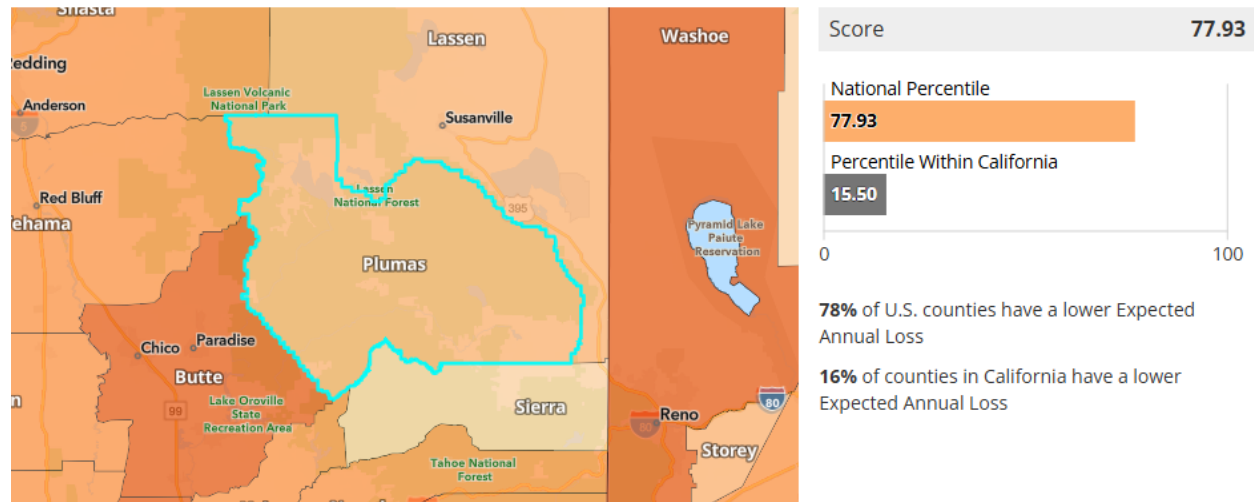 Shasta
Lassen
Washoe
Redding
Lassen Volcanic
National Park
Anderson
5
Susanville
Red Bluff
Lassen
National Forest
395
Tehama
Pyramid Lake
Paiute
Reservation
Plumas
Chico
Paradise
Butte
Lake Oroville
State
Recreation Area
99
Sierra
80
Reno
80
Storey
Tahoe National
Forest
Score 77.93
National Percentile
77.93
Percentile Within California
15.50
0 100
78% of U.S. counties have a lower Expected
Annual Loss
16% of counties in California have a lower
Expected Annual Loss